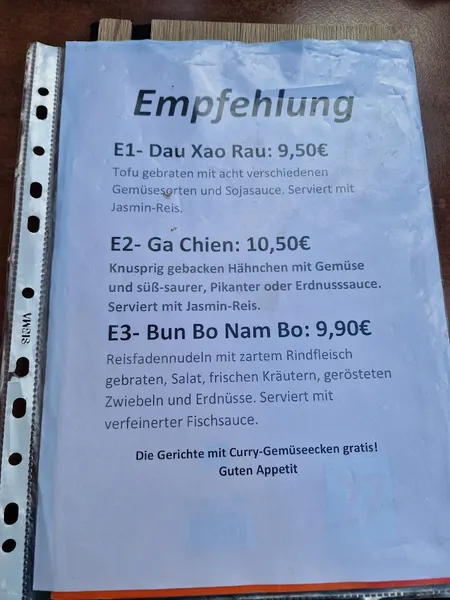 Empfehlung
E1- Dau Xao Rau: 9,50€
Tofu gebraten mit acht verschiedenen
Gemüsesorten und Sojasauce. Serviert mit
Jasmin-Reis.
E2- Ga Chien: 10,50€
Knusprig gebacken Hähnchen mit Gemüse
und süß-saurer, Pikanter oder Erdnusssauce.
Serviert mit Jasmin-Reis.
E3- Bun Bo Nam Bo: 9,90€
Reisfadennudeln mit zartem Rindfleisch
gebraten, Salat, frischen Kräutern, gerösteten
Zwiebeln und Erdnüsse. Serviert mit
verfeinerter Fischsauce.
Die Gerichte mit Curry-Gemüseecken gratis!
Guten Appetit
SIGMA